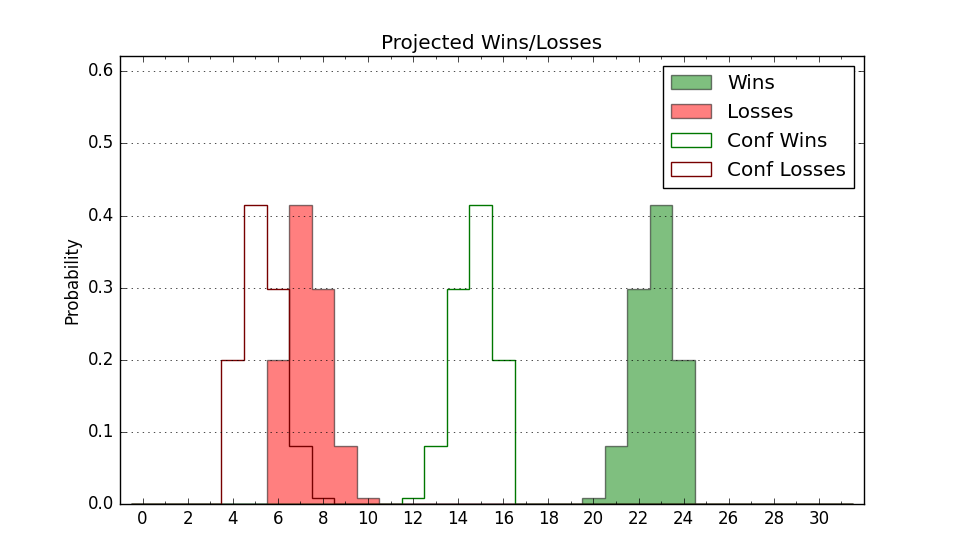 Projected Wins/Losses
Wins
Losses
Conf Wins
Conf Losses
Probability
0.6
0.5
0.4
0.3
0.2
0.1
0.0
0 2 4 6 8 10 12 14 16 18 20 22 24 26 28 30